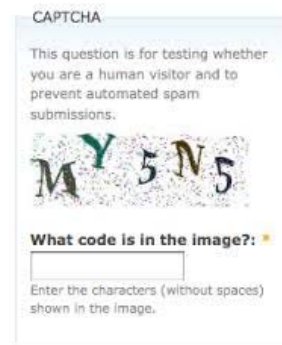 CAPTCHA
This question is for testing whether
you are a human visitor and to
prevent automated spam
submissions.
MY5N5
What code is in the image?: *
Enter the characters (without spaces)
shown in the image.